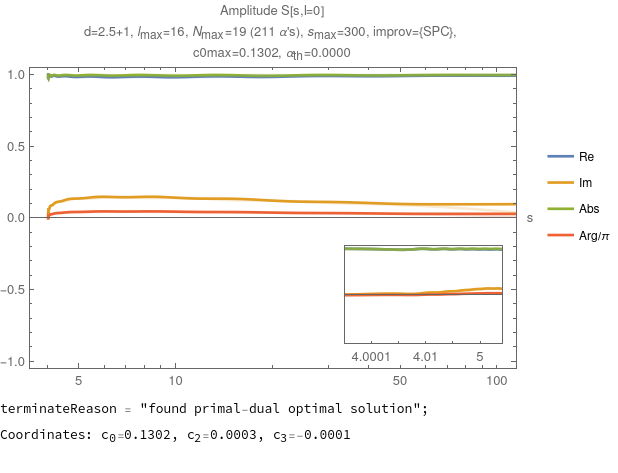 Amplitude S[s,l=0]
d=2.5+1, lmax=16, Nmax=19 (211 α's), smax=300, improv={SPC},
c0max=0.1302, αth=0.0000
1.0
0.5
0.0
-0.5
-1.0
s
5
10
50
100
4.0001
4.01
5
Re
Im
Abs
Arg/π
terminateReason = "found primal-dual optimal solution";
Coordinates: c0=0.1302, c2=0.0003, c3=-0.0001